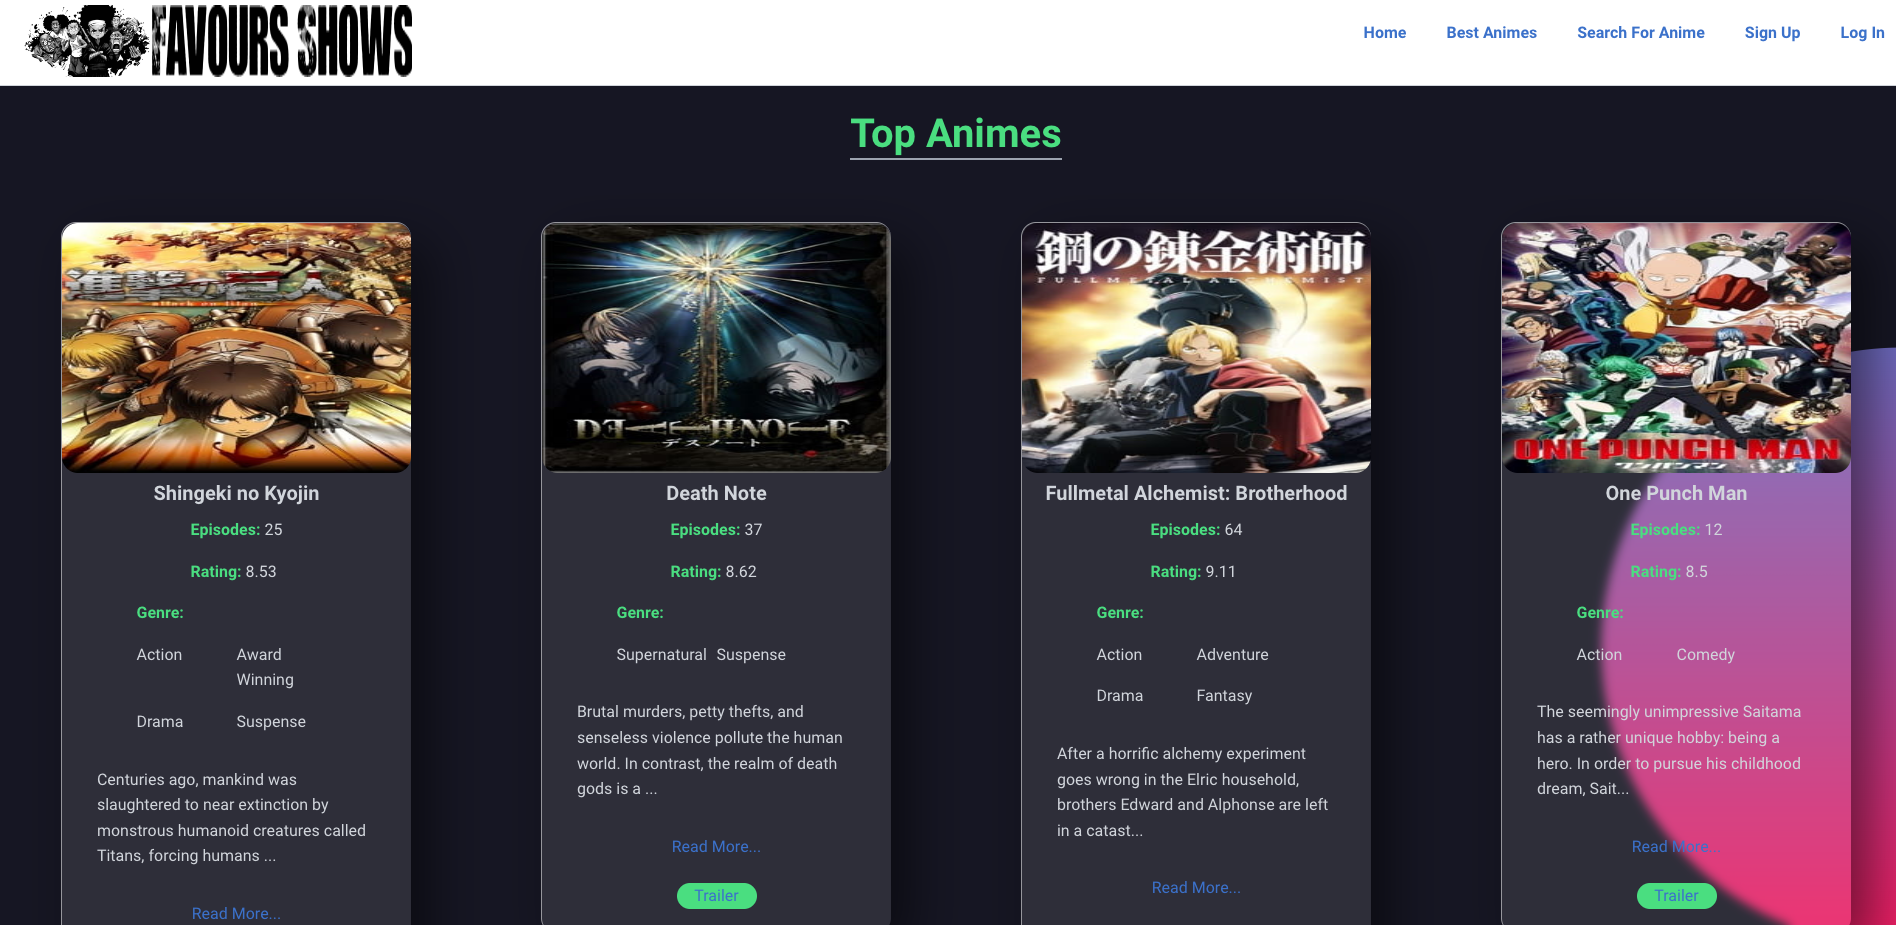 FAVOURS SHOWS
Home
Best Animes
Search For Anime
Sign Up
Log In
Top Animes
進撃の巨人
attack on titan
Shingeki no Kyojin
Episodes: 25
Rating: 8.53
Genre:
Action
Award
Winning
Drama
Suspense
Centuries ago, mankind was
slaughtered to near extinction by
monstrous humanoid creatures called
Titans, forcing humans ...
Read More...
DEATH NOTE
デスノート
Death Note
Episodes: 37
Rating: 8.62
Genre:
Supernatural
Suspense
Brutal murders, petty thefts, and
senseless violence pollute the human
world. In contrast, the realm of death
gods is a ...
Read More...
Trailer
鋼の錬金術師
FULLMETAL ALCHEMIST
Fullmetal Alchemist: Brotherhood
Episodes: 64
Rating: 9.11
Genre:
Action
Adventure
Drama
Fantasy
After a horrific alchemy experiment
goes wrong in the Elric household,
brothers Edward and Alphonse are left
in a catast...
Read More...
ONE PUNCH MAN
ワンパンマン
One Punch Man
Episodes: 12
Rating: 8.5
Genre:
Action
Comedy
The seemingly unimpressive Saitama
has a rather unique hobby: being a
hero. In order to pursue his childhood
dream, Sait...
Read More...
Trailer